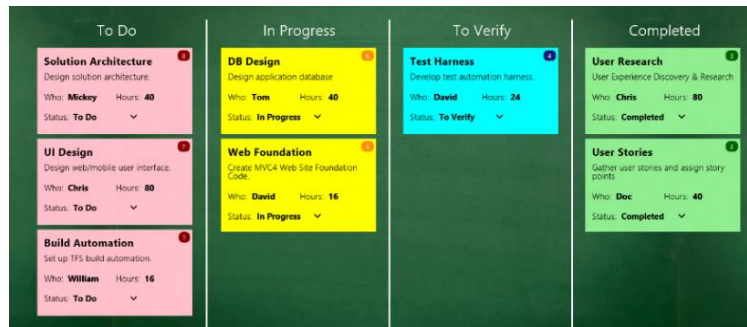 To Do
In Progress
To Verify
Completed
Solution Architecture
Design solution architecture.
Who: Mickey Hours: 40
Status: To Do
UI Design
7
Design web/mobile user interface.
Who: Chris Hours: 80
Status: To Do
Build Automation
1
Set up TFS build automation.
Who: William Hours: 16
Status: To Do
DB Design
Design application database
Who: Tom Hours: 40
Status: In Progress
Web Foundation
Create MVC4 Web Site Foundation
Code.
Who: David Hours: 16
Status: In Progress
Test Harness
4
Develop test automation harness.
Who: David Hours: 24
Status: To Verify
User Research
User Experience Discovery & Research
Who: Chris Hours: 80
Status: Completed
User Stories
2
Gather user stories and assign story
points
Who: Doc Hours: 40
Status: Completed